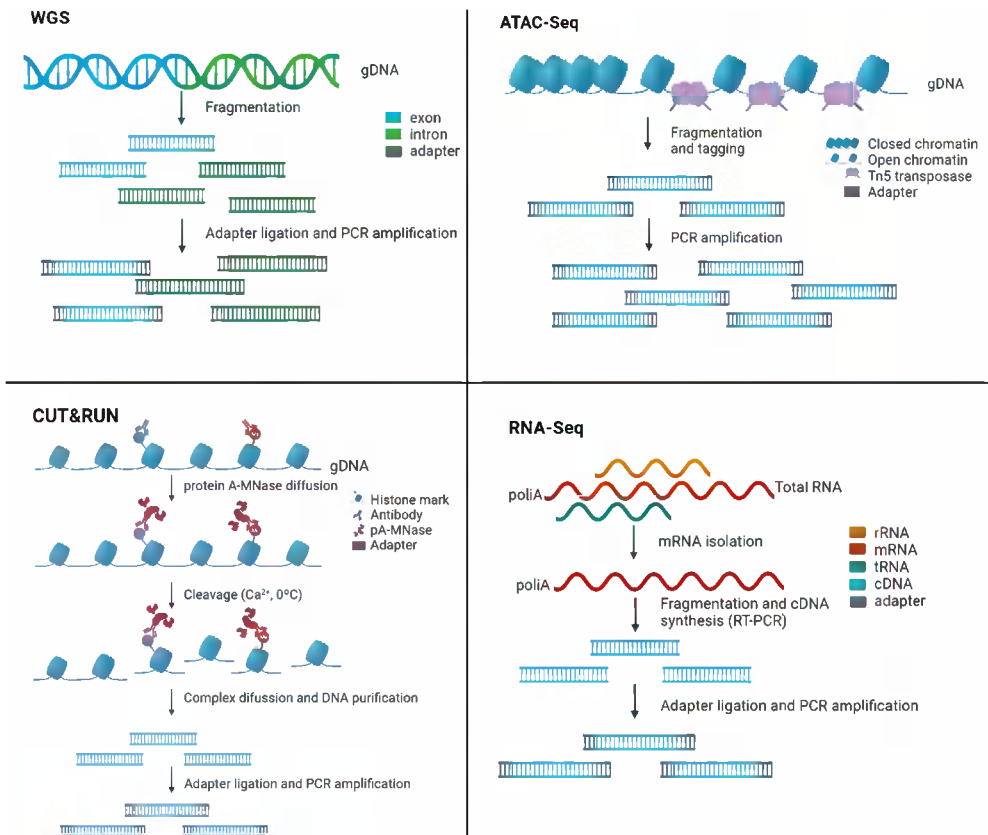 WGS
gDNA
Fragmentation
exon
intron
adapter
Adapter ligation and PCR amplification
ATAC-Seq
gDNA
Fragmentation
and tagging
Closed chromatin
Open chromatin
Tn5 transposase
Adapter
PCR amplification
CUT&RUN
gDNA
protein A-MNase diffusion
Histone mark
Antibody
pA-MNase
Adapter
Cleavage (Ca²⁺, 0ºC)
Complex difussion and DNA purification
Adapter ligation and PCR amplification
RNA-Seq
poliA
Total RNA
mRNA isolation
rRNA
mRNA
tRNA
cDNA
adapter
poliA
Fragmentation and cDNA
synthesis (RT-PCR)
Adapter ligation and PCR amplification